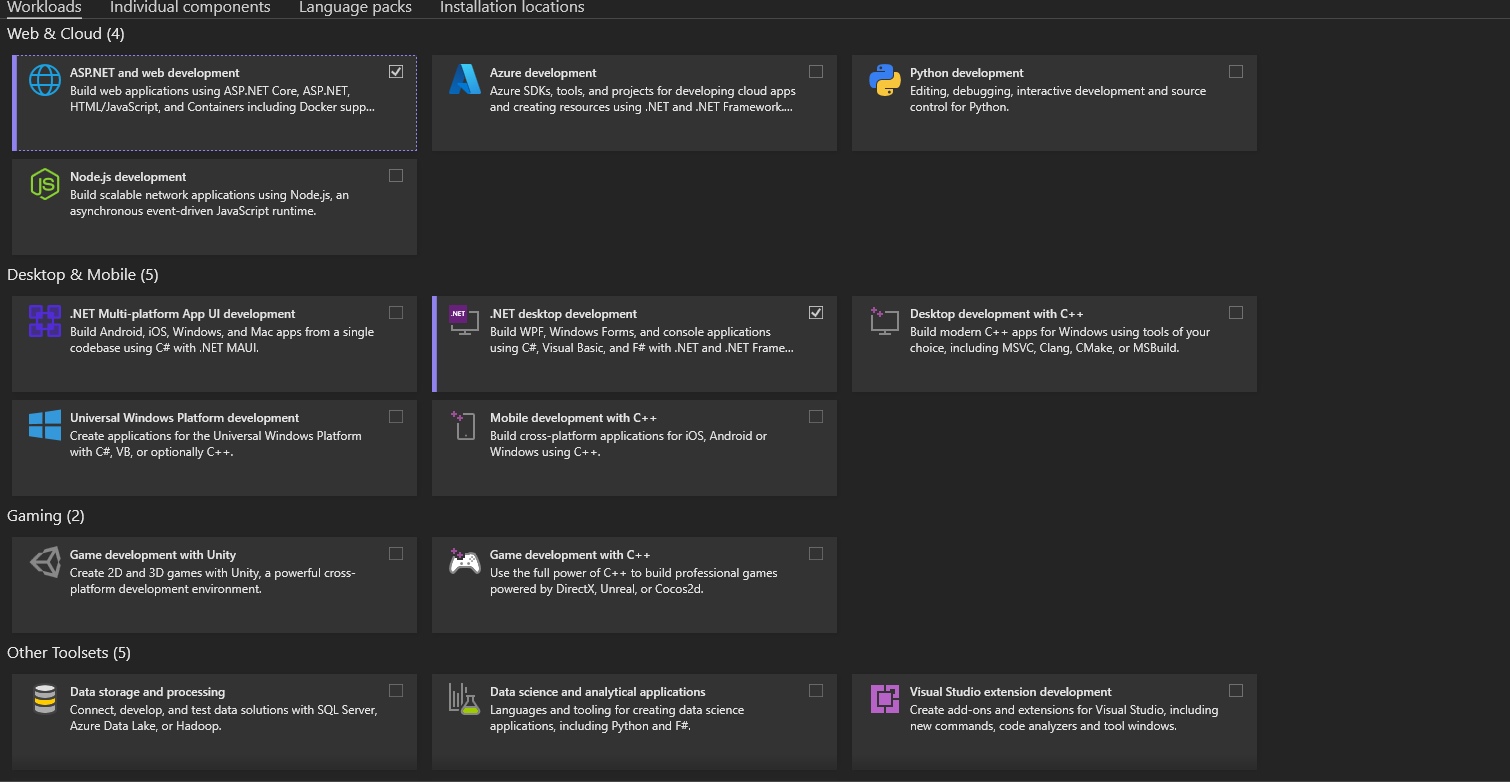 Workloads
Individual components
Language packs
Installation locations
Web & Cloud (4)
ASP.NET and web development
Build web applications using ASP.NET Core, ASP.NET,
HTML/JavaScript, and Containers including Docker supp...
Azure development
Azure SDKs, tools, and projects for developing cloud apps
and creating resources using .NET and .NET Framework....
Python development
Editing, debugging, interactive development and source
control for Python.
JS
Node.js development
Build scalable network applications using Node.js, an
asynchronous event-driven JavaScript runtime.
Desktop & Mobile (5)
.NET Multi-platform App UI development
Build Android, iOS, Windows, and Mac apps from a single
codebase using C# with .NET MAUI.
.NET
.NET desktop development
Build WPF, Windows Forms, and console applications
using C#, Visual Basic, and F# with .NET and .NET Frame...
Desktop development with C++
Build modern C++ apps for Windows using tools of your
choice, including MSVC, Clang, CMake, or MSBuild.
Universal Windows Platform development
Create applications for the Universal Windows Platform
with C#, VB, or optionally C++.
Mobile development with C++
Build cross-platform applications for iOS, Android or
Windows using C++.
Gaming (2)
Game development with Unity
Create 2D and 3D games with Unity, a powerful cross-
platform development environment.
Game development with C++
Use the full power of C++ to build professional games
powered by DirectX, Unreal, or Cocos2d.
Other Toolsets (5)
Data storage and processing
Connect, develop, and test data solutions with SQL Server,
Azure Data Lake, or Hadoop.
Data science and analytical applications
Languages and tooling for creating data science
applications, including Python and F#.
Visual Studio extension development
Create add-ons and extensions for Visual Studio, including
new commands, code analyzers and tool windows.